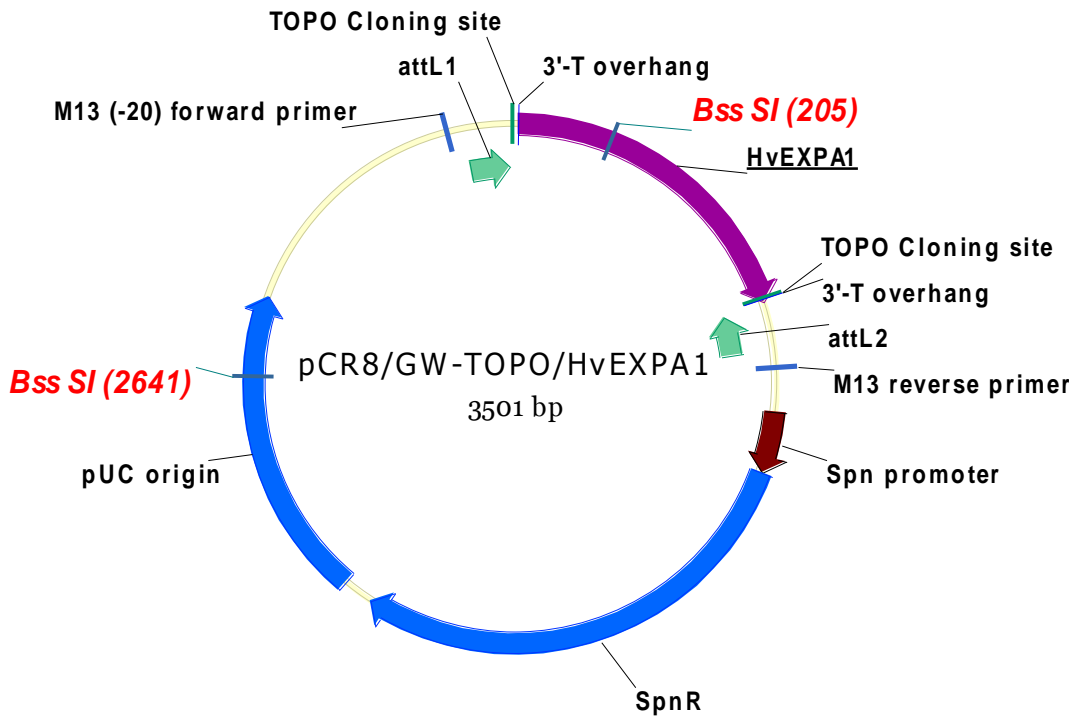 TOPO Cloning site
attL1
3'-T overhang
M13 (-20) forward primer
Bss SI (205)
HvEXPA1
TOPO Cloning site
3'-T overhang
attL2
pCR8/GW-TOPO/HvEXPA1
3501 bp
Bss SI (2641)
M13 reverse primer
pUC origin
Spn promoter
SpnR